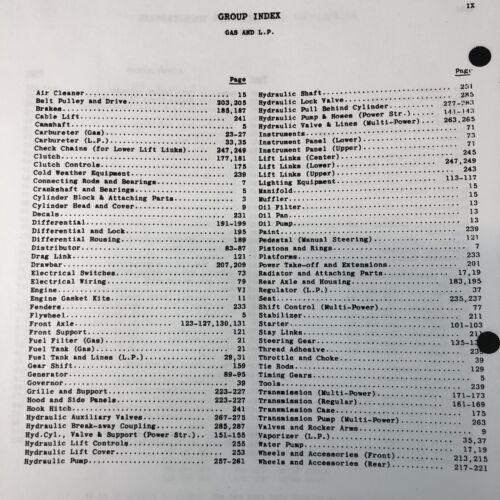 IX
GROUP INDEX
GAS AND L.P.
Page
Air Cleaner 15
Belt Pulley and Drive 203,205
Brakes 185,187
Cable Lift 241
Camshaft 5
Carbureter (Gas) 23-27
Carbureter (L.P.) 33,35
Check Chains (for Lower Lift Links) 247,249
Clutch 177,181
Clutch Controls 175
Cold Weather Equipment 239
Connecting Rods and Bearings 7
Crankshaft and Bearings 5
Cylinder Block & Attaching Parts 3
Cylinder Head and Cover 9
Decals 231
Differential 191-199
Differential and Lock 195
Differential Housing 189
Distributor 83-87
Drag Link 121
Drawbar 207,209
Electrical Switches 73
Electrical Wiring 79
Engine VI
Engine Gasket Kits 11
Fenders 233
Flywheel 5
Front Axle 123-127,130,131
Front Support 121
Fuel Filter (Gas) 21
Fuel Tank (Gas) 21
Fuel Tank and Lines (L.P.) 29,31
Gear Shift 159
Generator 89-95
Governor 39
Grille and Support 223-227
Hood and Side Panels 223-227
Hook Hitch 241
Hydraulic Auxiliary Valves 267-275
Hydraulic Break-away Coupling 285,287
Hyd.Cyl., Valve & Support (Power Str.) 151-155
Hydraulic Lift Controls 255
Hydraulic Lift Cover 253
Hydraulic Pump 257-261
Page
Hydraulic Shaft 251
Hydraulic Lock Valve 285
Hydraulic Pull Behind Cylinder 277-283
Hydraulic Pump & Hoses (Power Str.) 141-143
Hydraulic Valve & Lines (Multi-Power) 263,265
Instruments 71
Instrument Panel (Lower) 73
Instrument Panel (Upper) 71
Lift Links (Center) 245
Lift Links (Lower) 247,249
Lift Links (Upper) 243
Lighting Equipment 113-117
Manifold 15
Muffler 15
Oil Filter 13
Oil Pan 13
Oil Pump 13
Paint 239
Pedestal (Manual Steering) 121
Pistons and Rings 7
Platforms 233
Power Take-off and Extensions 201
Radiator and Attaching Parts 17,19
Rear Axle and Housing 183,195
Regulator (L.P.) 37
Seat 235,237
Shift Control (Multi-Power) 77
Stabilizer 211
Starter 101-103
Stay Links 211
Steering Gear 135-13
Thread Adhesive 239
Throttle and Choke 39
Tie Rods 129
Timing Gears 5
Tools 239
Transmission (Multi-Power) 171-173
Transmission (Regular) 161-169
Transmission Case 175
Transmission Pump (Multi Power) 263
Valves and Rocker Arms 9
Vaporizer (L.P.) 35,37
Water Pump 17,19
Wheels and Accessories (Front) 213,215
Wheels and Accessories (Rear) 217-221